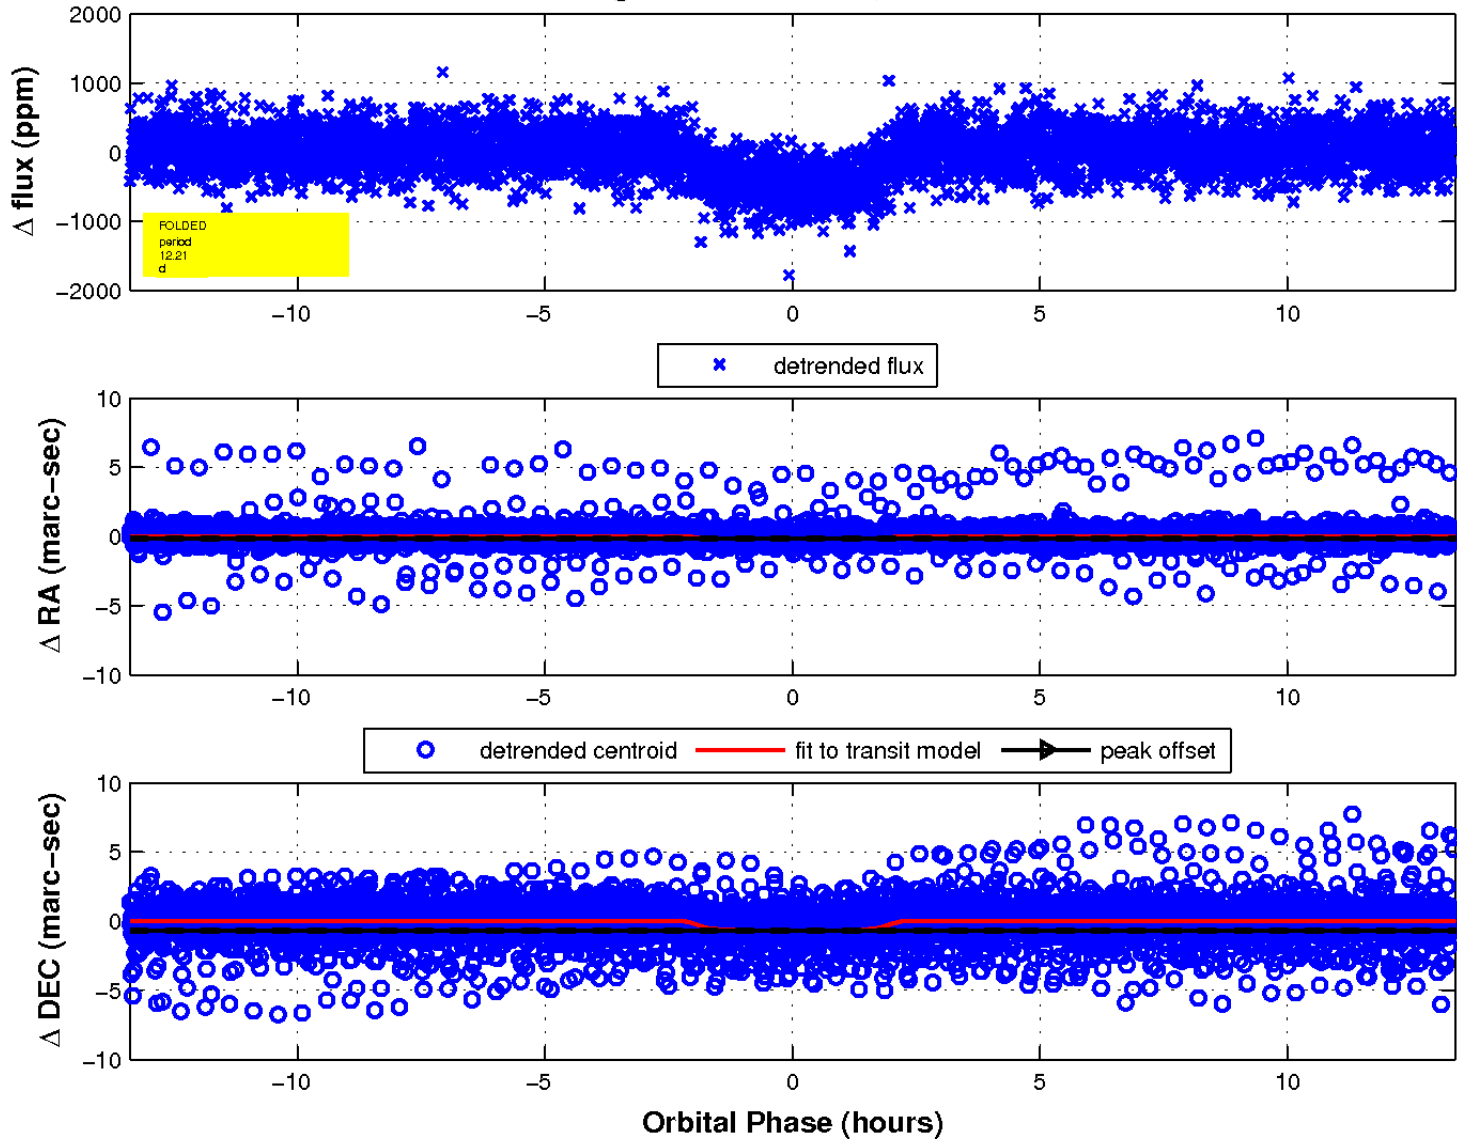 2000
1000
0
−1000
−2000
Δ flux (ppm)
FOLDED
period
12.21
d
−10 −5 0 5 10
detrended flux
10
5
0
−5
−10
Δ RA (marc−sec)
−10 −5 0 5 10
detrended centroid fit to transit model peak offset
10
5
0
−5
−10
Δ DEC (marc−sec)
−10 −5 0 5 10
Orbital Phase (hours)